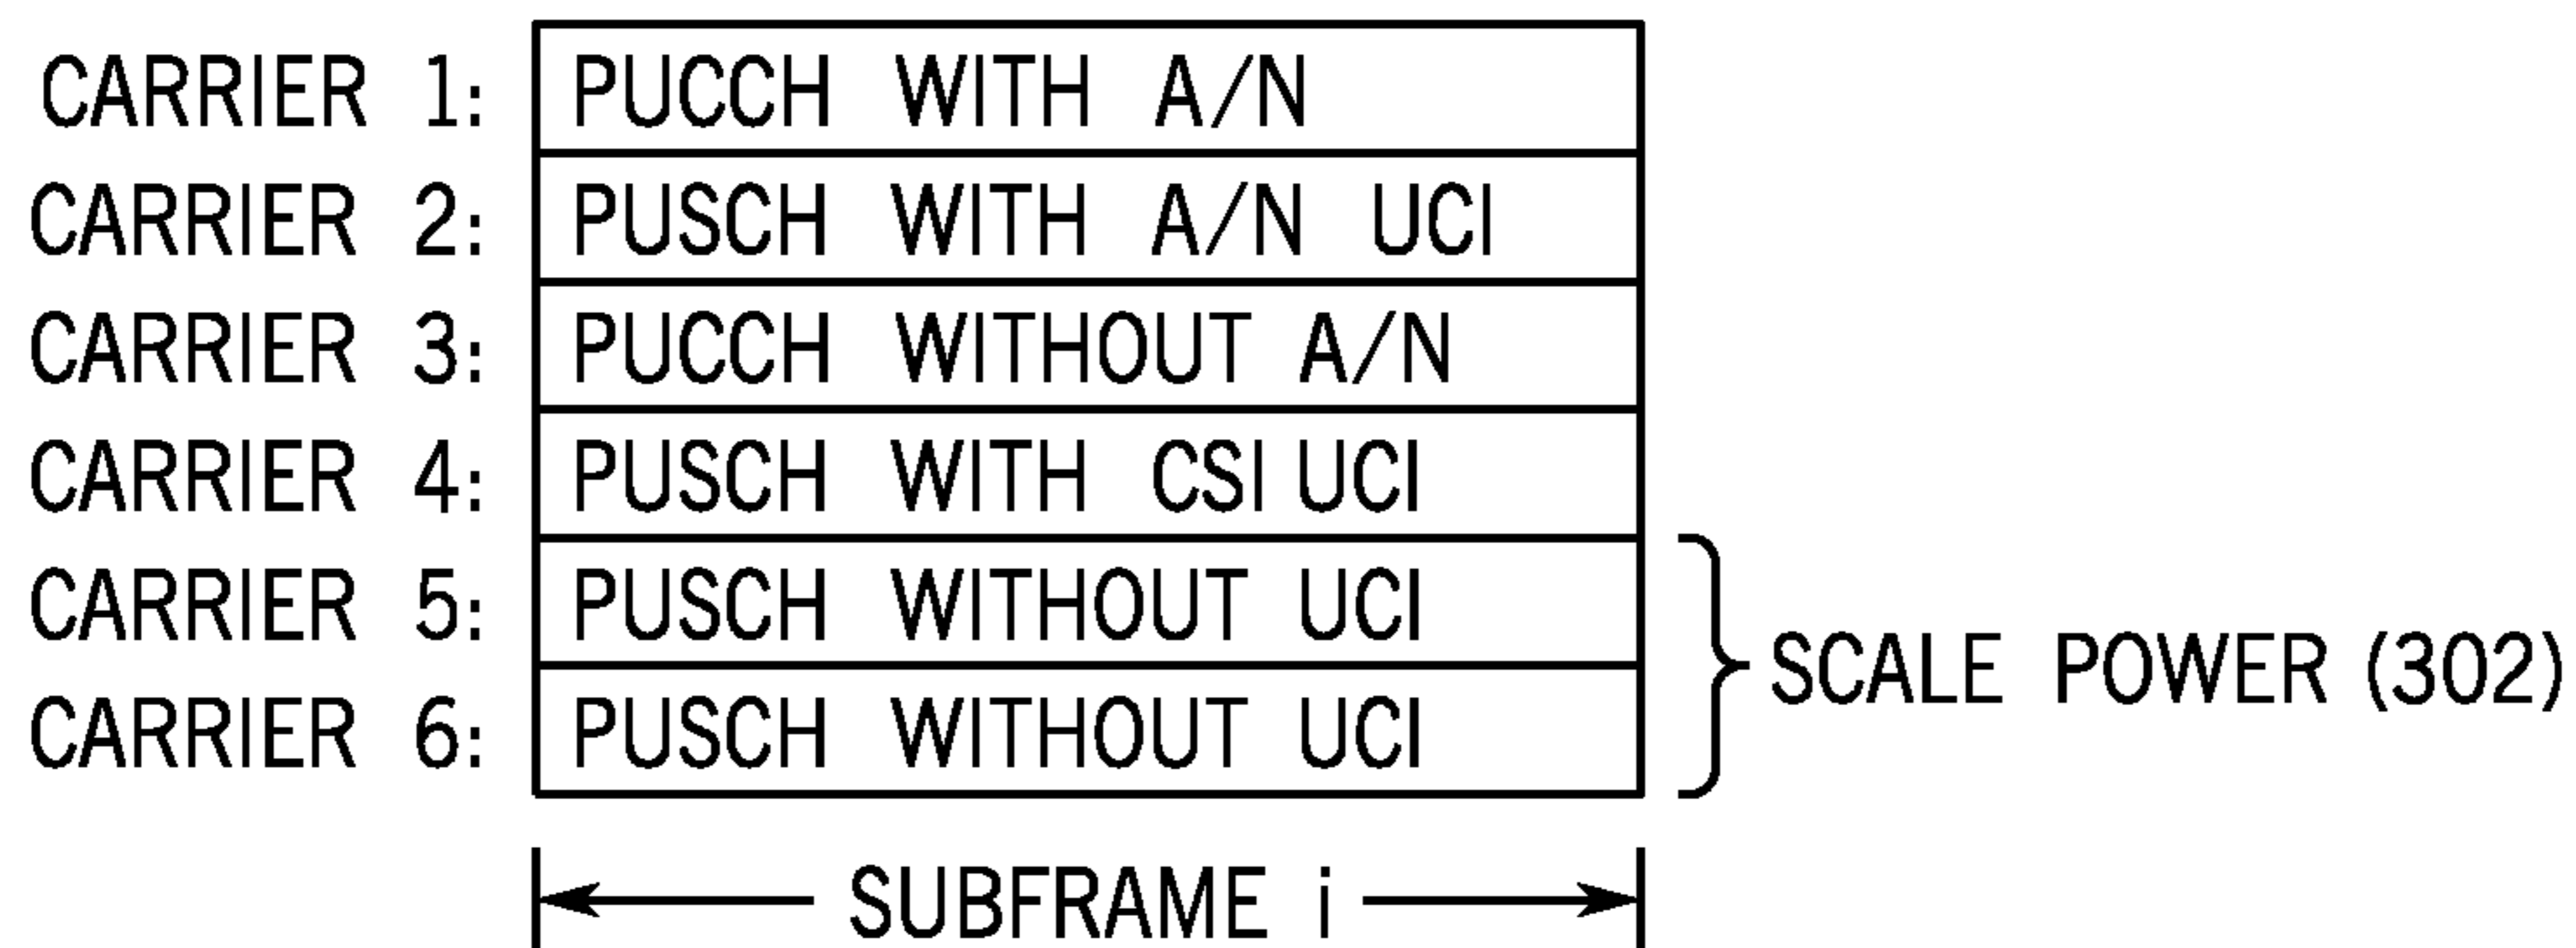 CARRIER 1: PUCCH WITH A/N
CARRIER 2: PUSCH WITH A/N UCI
CARRIER 3: PUCCH WITHOUT A/N
CARRIER 4: PUSCH WITH CSI UCI
CARRIER 5: PUSCH WITHOUT UCI
SCALE POWER (302)
CARRIER 6: PUSCH WITHOUT UCI
SUBFRAME i